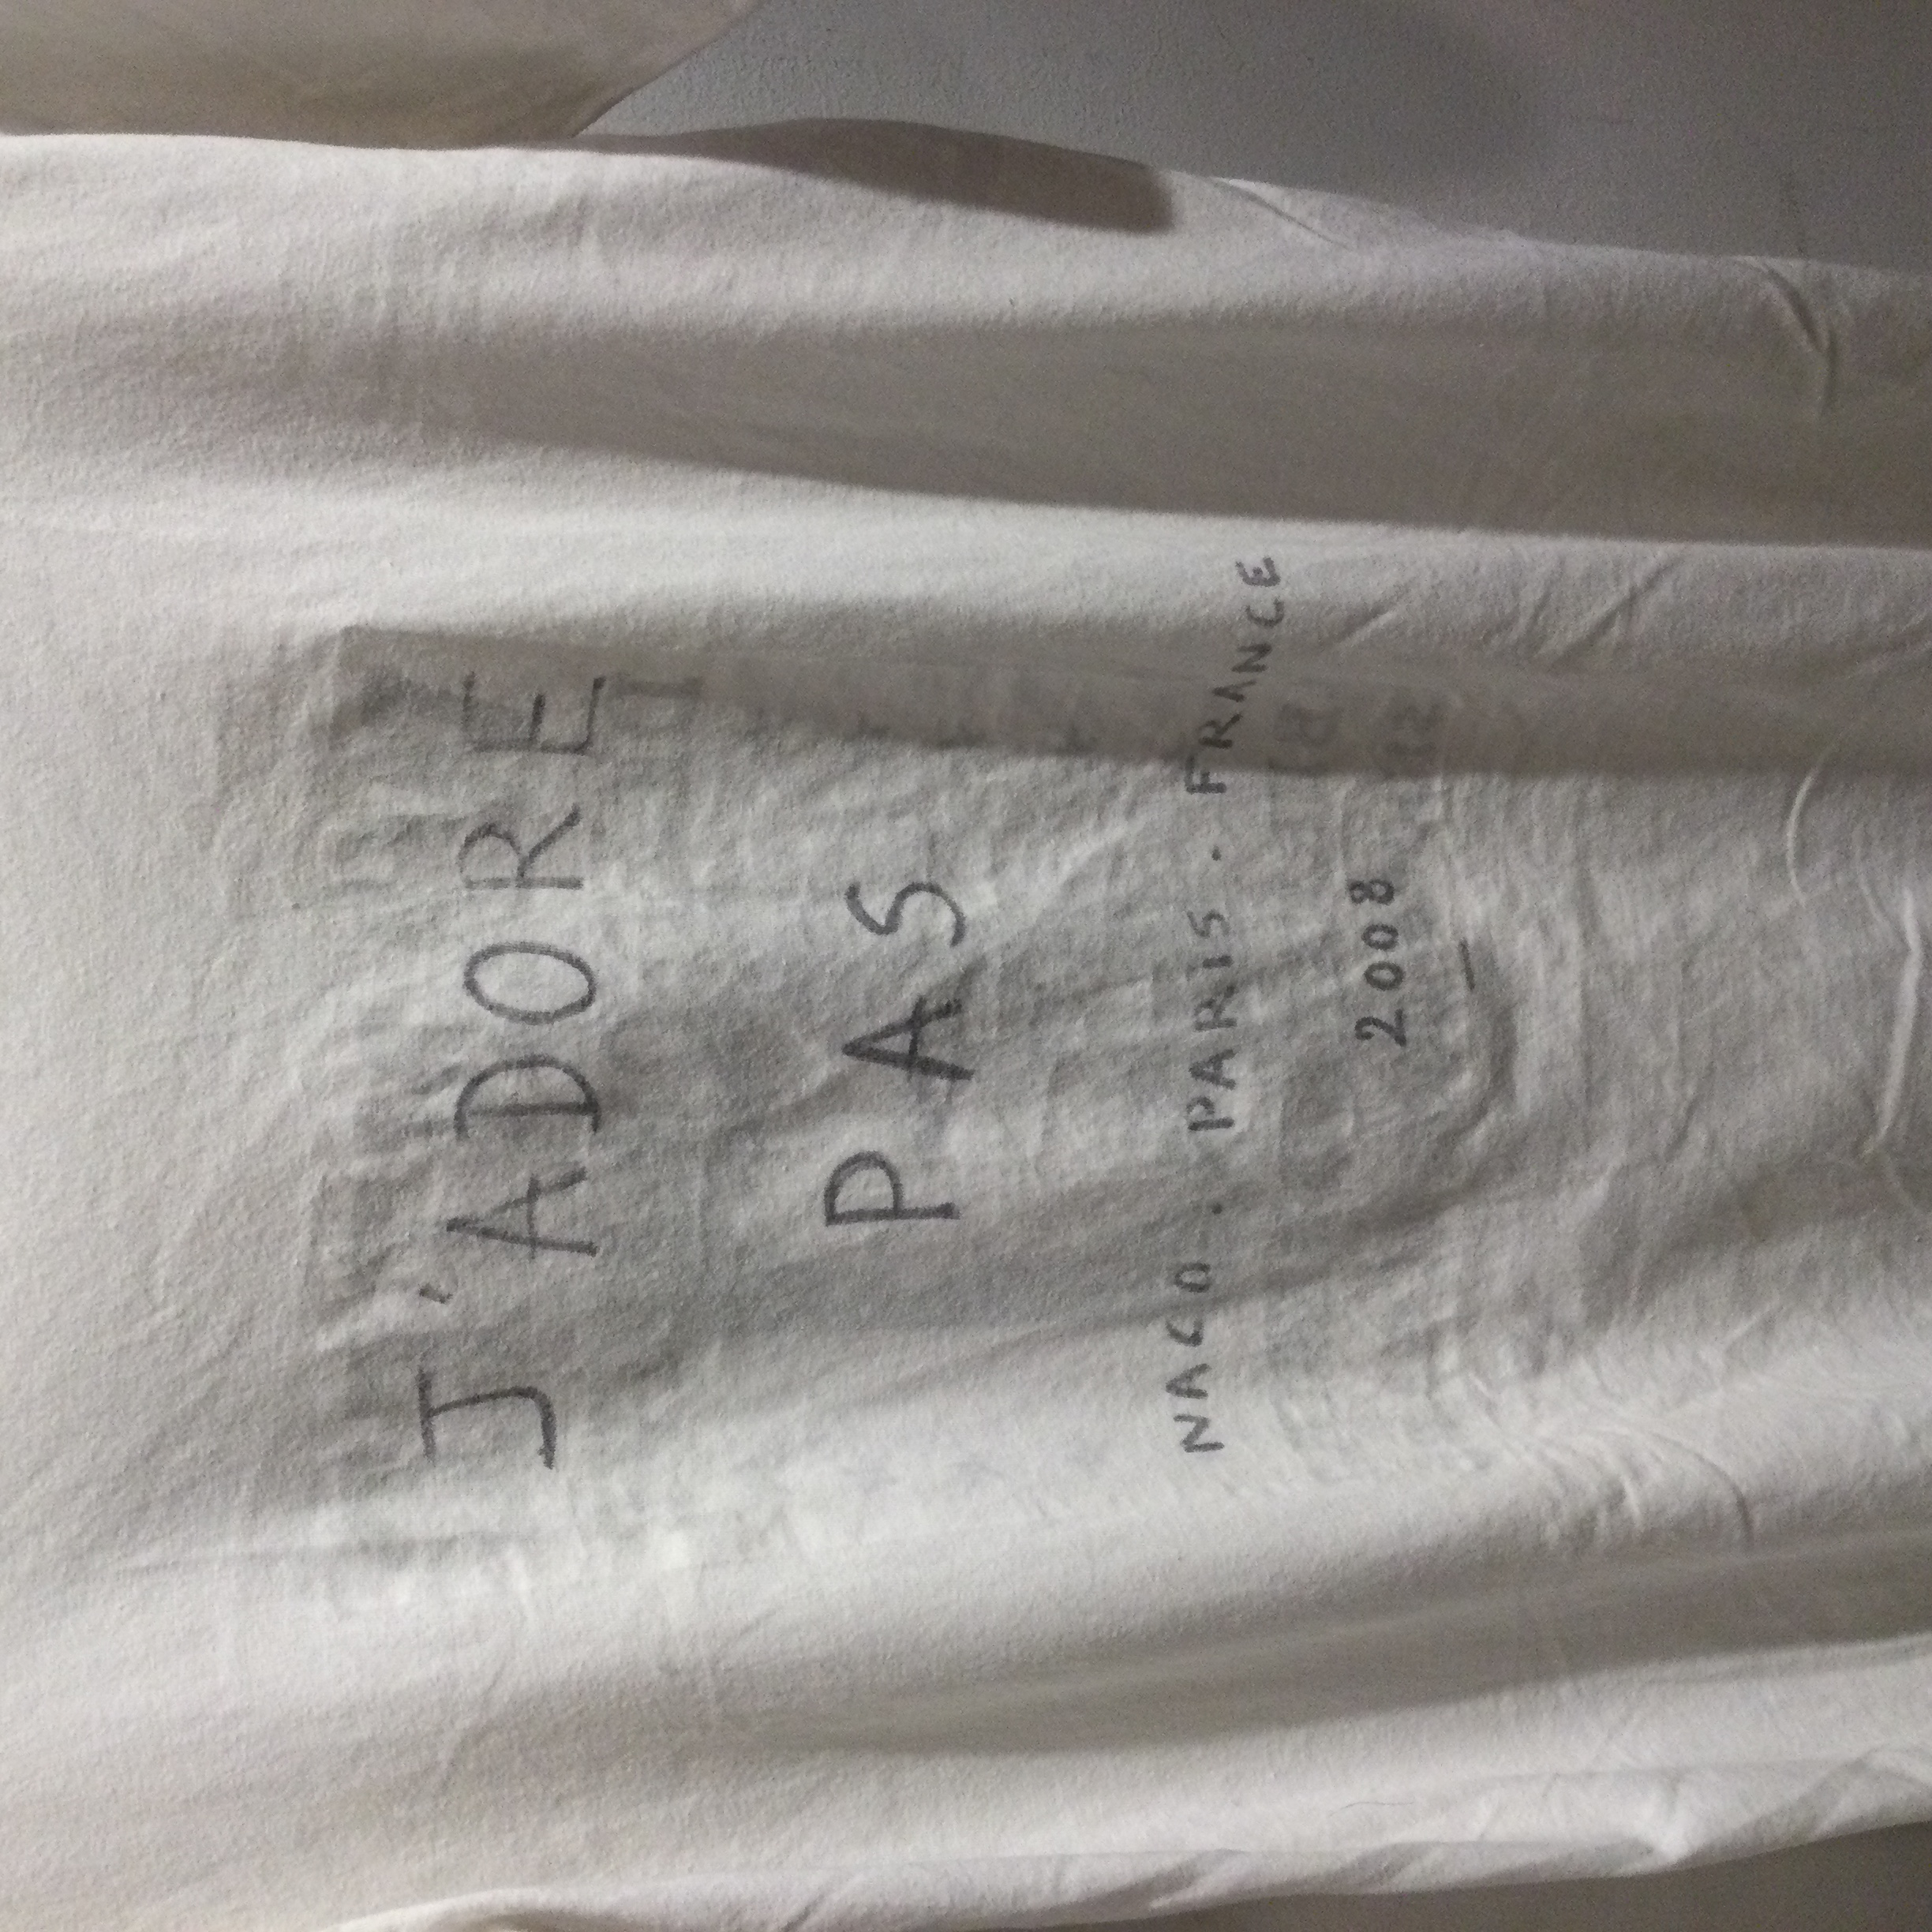 J'ADORE
PAS
NACO . PARIS . FRANCE
2008